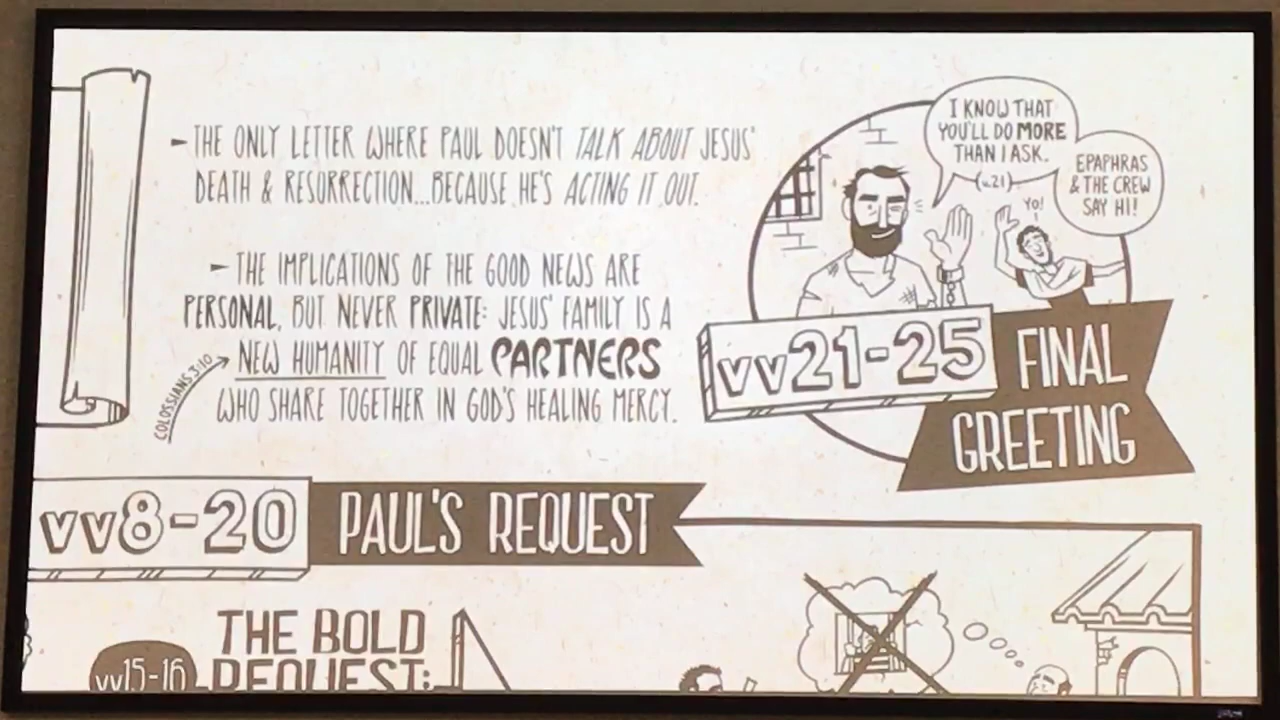 THE ONLY LETTER WHERE PAUL DOESN'T TALK ABOUT JESUS'
DEATH & RESURRECTION...BECAUSE HE'S ACTING IT OUT.
THE IMPLICATIONS OF THE GOOD NEWS ARE
PERSONAL, BUT NEVER PRIVATE: JESUS' FAMILY IS A
NEW HUMANITY OF EQUAL PARTNERS
WHO SHARE TOGETHER IN GOD'S HEALING MERCY.
COLOSSIANS 3:10
I KNOW THAT
YOU'LL DO MORE
THAN I ASK.
(v.21)
EPAPHRAS
& THE CREW
SAY HI!
YO!
vv21-25
FINAL
GREETING
vv8-20
PAUL'S REQUEST
THE BOLD
REQUEST:
vv15-16